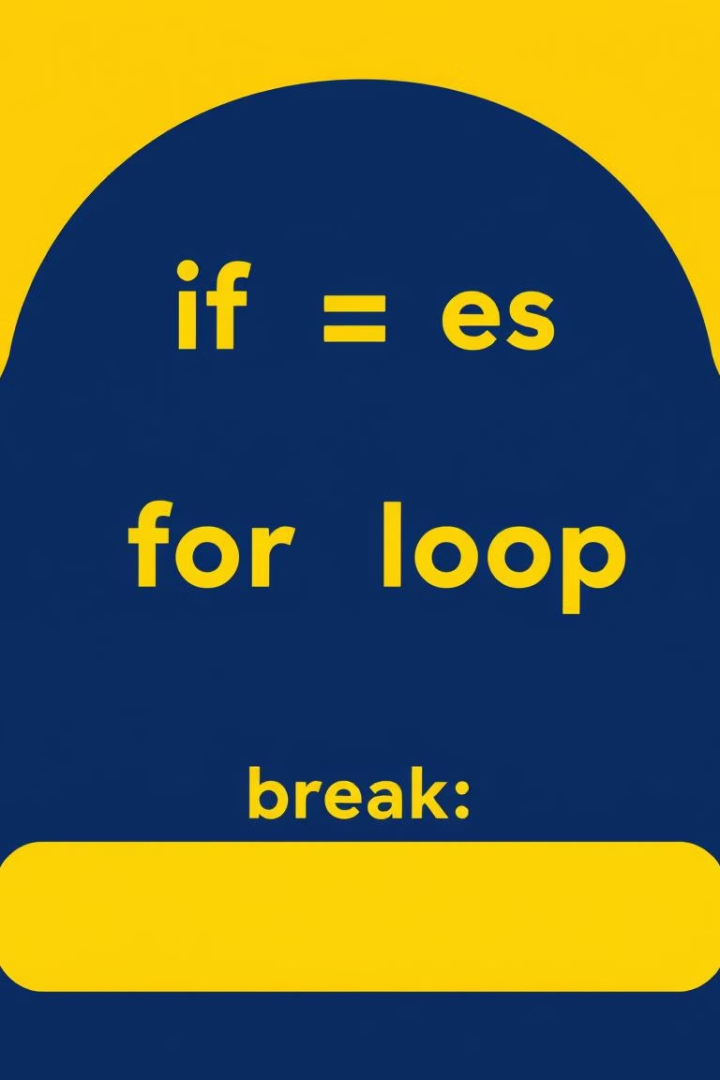 if = es
for loop
break: